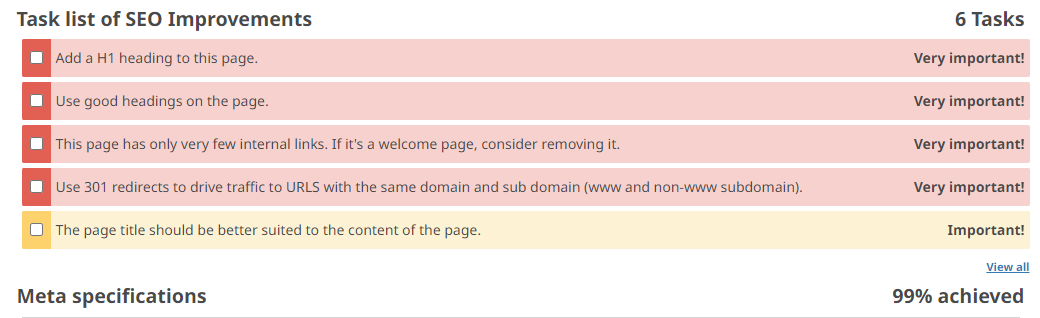 Task list of SEO Improvements 6 Tasks
Add a H1 heading to this page. Very important!
Use good headings on the page. Very important!
This page has only very few internal links. If it's a welcome page, consider removing it. Very important!
Use 301 redirects to drive traffic to URLS with the same domain and sub domain (www and non-www subdomain). Very important!
The page title should be better suited to the content of the page. Important!
View all
Meta specifications 99% achieved